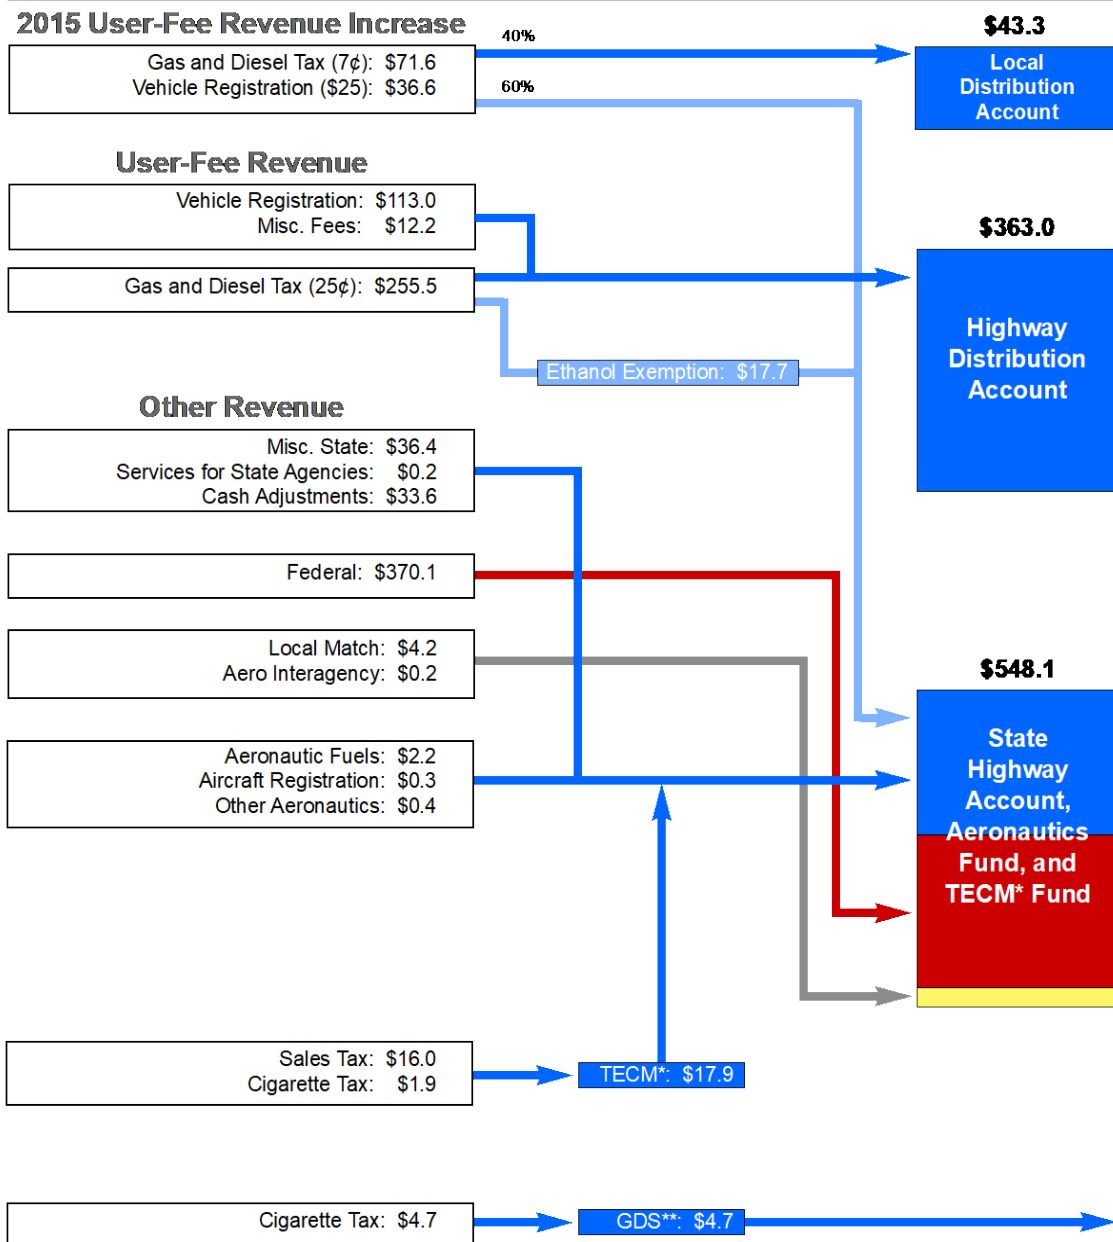 2015 User-Fee Revenue Increase
Gas and Diesel Tax (7¢): $71.6
Vehicle Registration ($25): $36.6
40%
60%
$43.3
Local
Distribution
Account
User-Fee Revenue
Vehicle Registration: $113.0
Misc. Fees: $12.2
Gas and Diesel Tax (25¢): $255.5
Ethanol Exemption: $17.7
$363.0
Highway
Distribution
Account
Other Revenue
Misc. State: $36.4
Services for State Agencies: $0.2
Cash Adjustments: $33.6
Federal: $370.1
Local Match: $4.2
Aero Interagency: $0.2
Aeronautic Fuels: $2.2
Aircraft Registration: $0.3
Other Aeronautics: $0.4
$548.1
State
Highway
Account,
Aeronautics
Fund, and
TECM* Fund
Sales Tax: $16.0
Cigarette Tax: $1.9
TECM*: $17.9
Cigarette Tax: $4.7
GDS**: $4.7